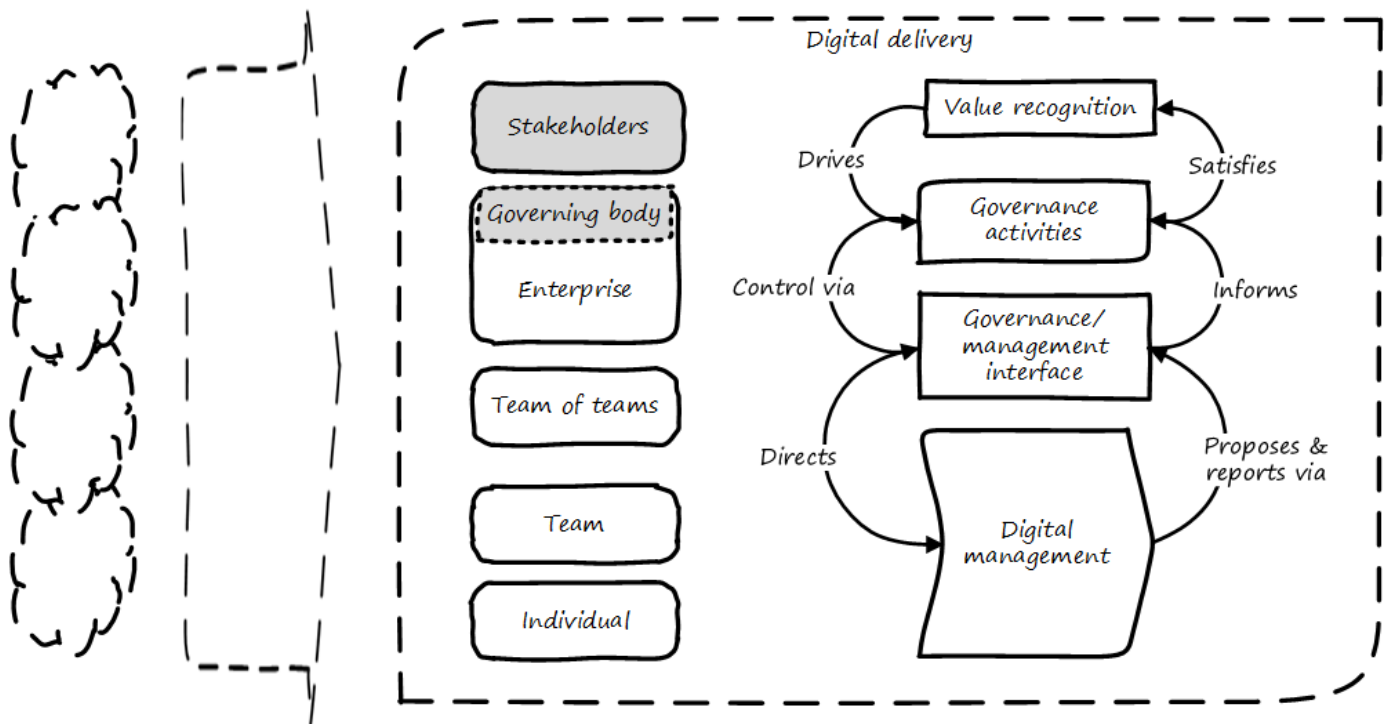 Digital delivery
Stakeholders
Governing body
Enterprise
Team of teams
Team
Individual
Value recognition
Drives
Satisfies
Governance
activities
Control via
Informs
Governance/
management
interface
Directs
Proposes &
reports via
Digital
management